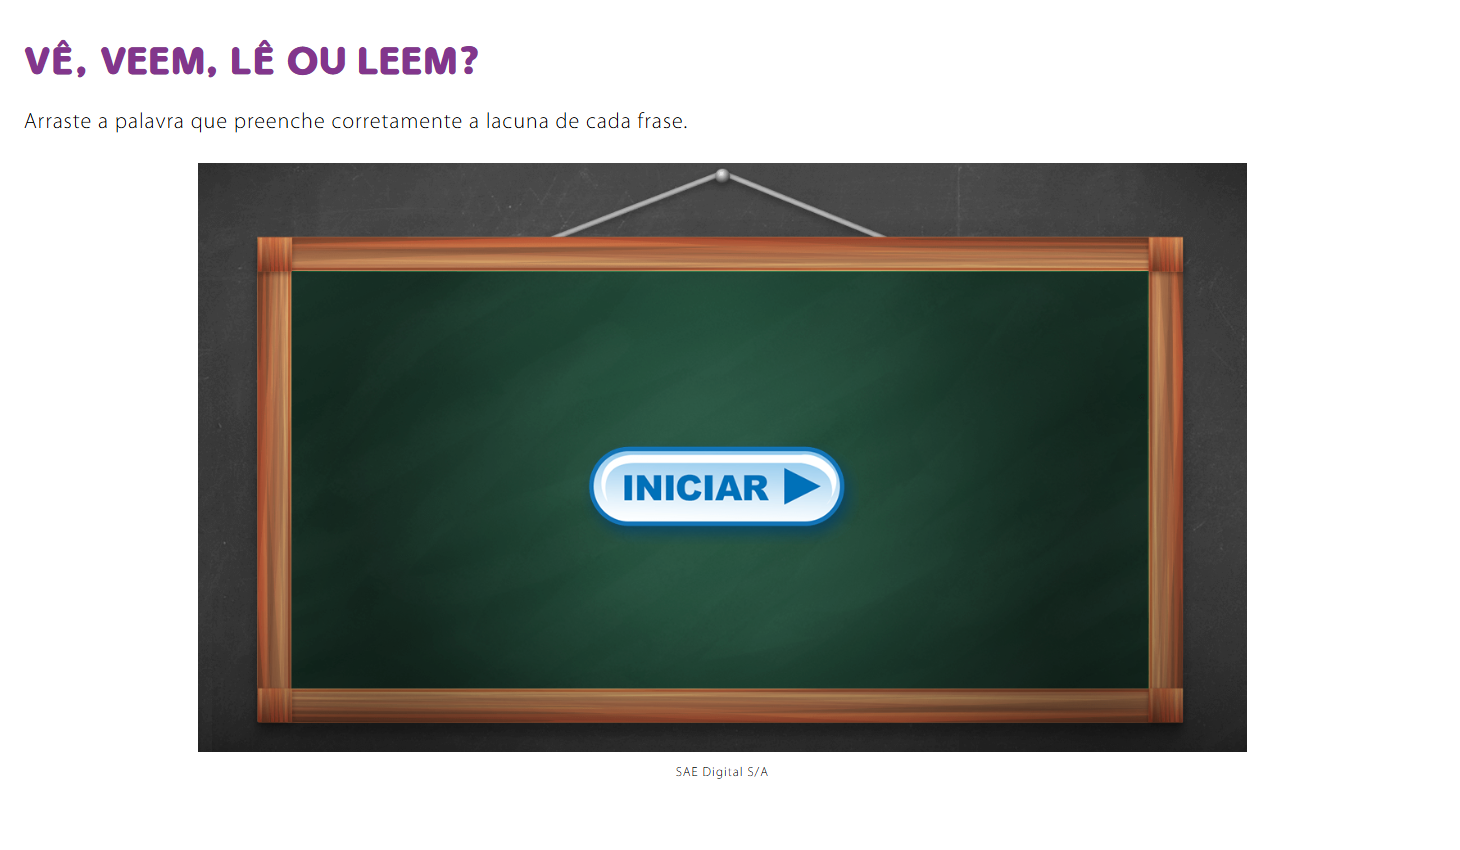 VÊ, VEEM, LÊ OU LEEM?
Arraste a palavra que preenche corretamente a lacuna de cada frase.
INICIAR
SAE Digital S/A